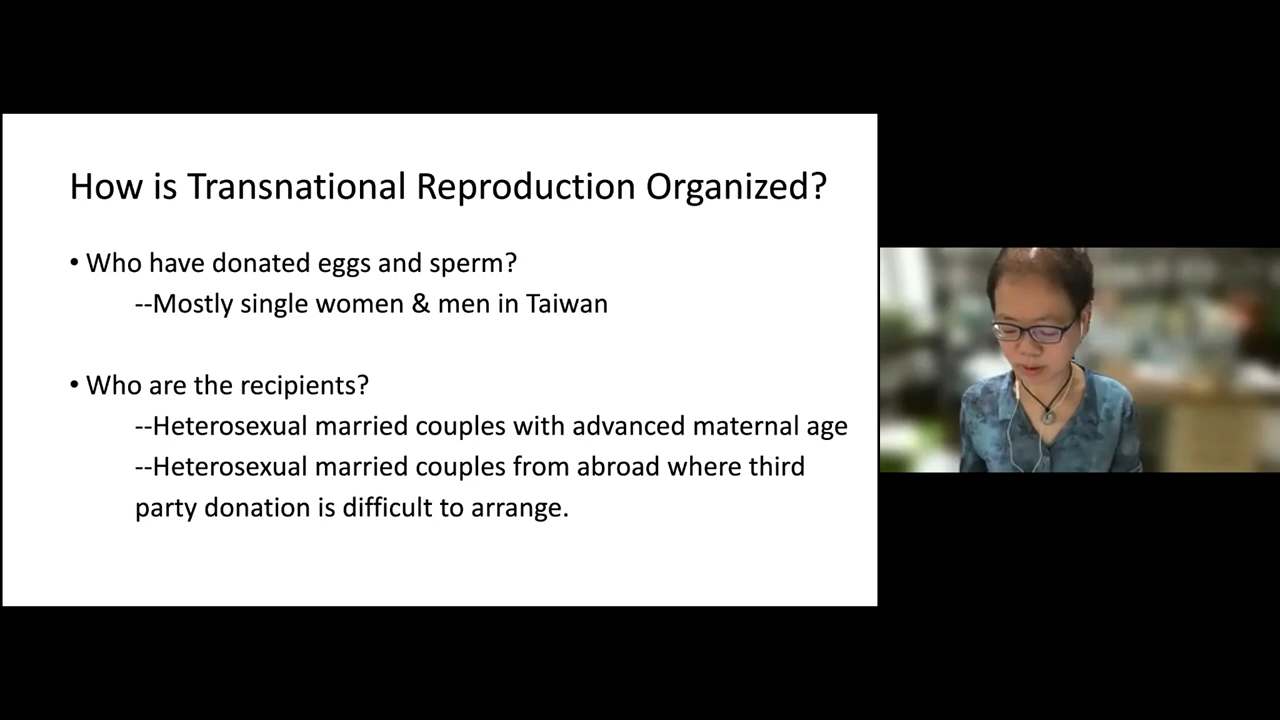 How is Transnational Reproduction Organized?
• Who have donated eggs and sperm?
--Mostly single women & men in Taiwan
• Who are the recipients?
--Heterosexual married couples with advanced maternal age
--Heterosexual married couples from abroad where third
party donation is difficult to arrange.